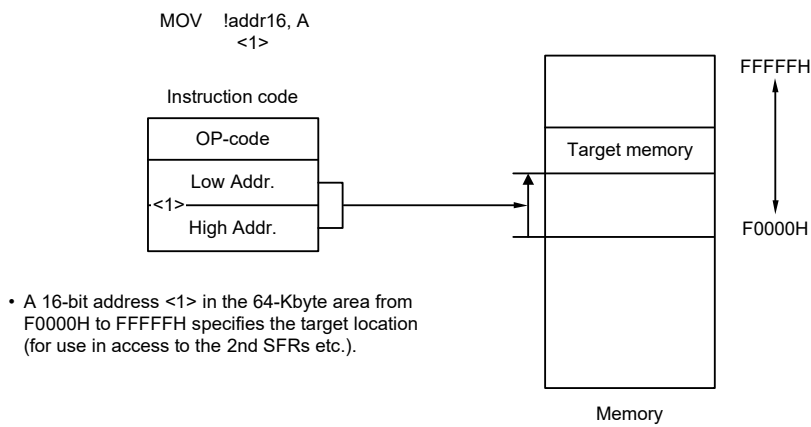 MOV !addr16, A
<1>
Instruction code
OP-code
Low Addr.
<1>
High Addr.
FFFFFH
Target memory
F0000H
• A 16-bit address <1> in the 64-Kbyte area from
F0000H to FFFFFH specifies the target location
(for use in access to the 2nd SFRs etc.).
Memory